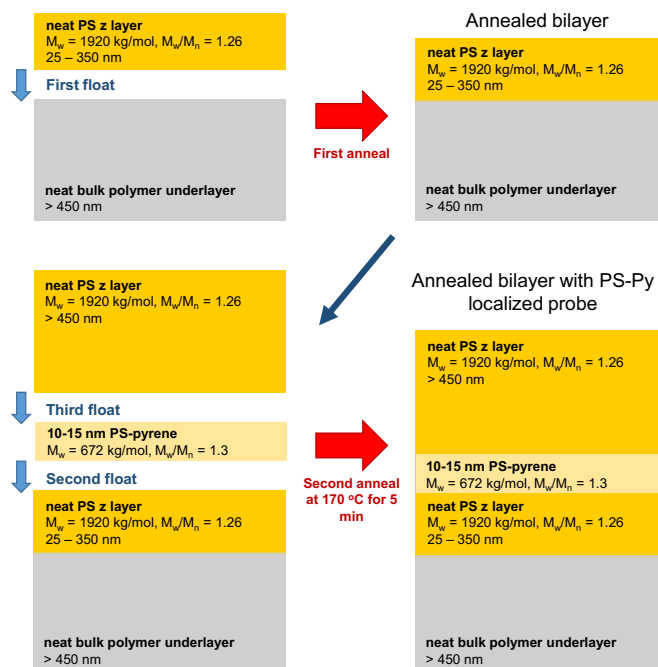 neat PS z layer
Mw = 1920 kg/mol, Mw/Mn = 1.26
25 – 350 nm
First float
neat bulk polymer underlayer
> 450 nm
First anneal
Annealed bilayer
neat PS z layer
Mw = 1920 kg/mol, Mw/Mn = 1.26
25 – 350 nm
neat bulk polymer underlayer
> 450 nm
neat PS z layer
Mw = 1920 kg/mol, Mw/Mn = 1.26
> 450 nm
Third float
10-15 nm PS-pyrene
Mw = 672 kg/mol, Mw/Mn = 1.3
Second float
neat PS z layer
Mw = 1920 kg/mol, Mw/Mn = 1.26
25 – 350 nm
neat bulk polymer underlayer
> 450 nm
Second anneal
at 170 °C for 5
min
Annealed bilayer with PS-Py
localized probe
neat PS z layer
Mw = 1920 kg/mol, Mw/Mn = 1.26
> 450 nm
10-15 nm PS-pyrene
Mw = 672 kg/mol, Mw/Mn = 1.3
neat PS z layer
Mw = 1920 kg/mol, Mw/Mn = 1.26
25 – 350 nm
neat bulk polymer underlayer
> 450 nm